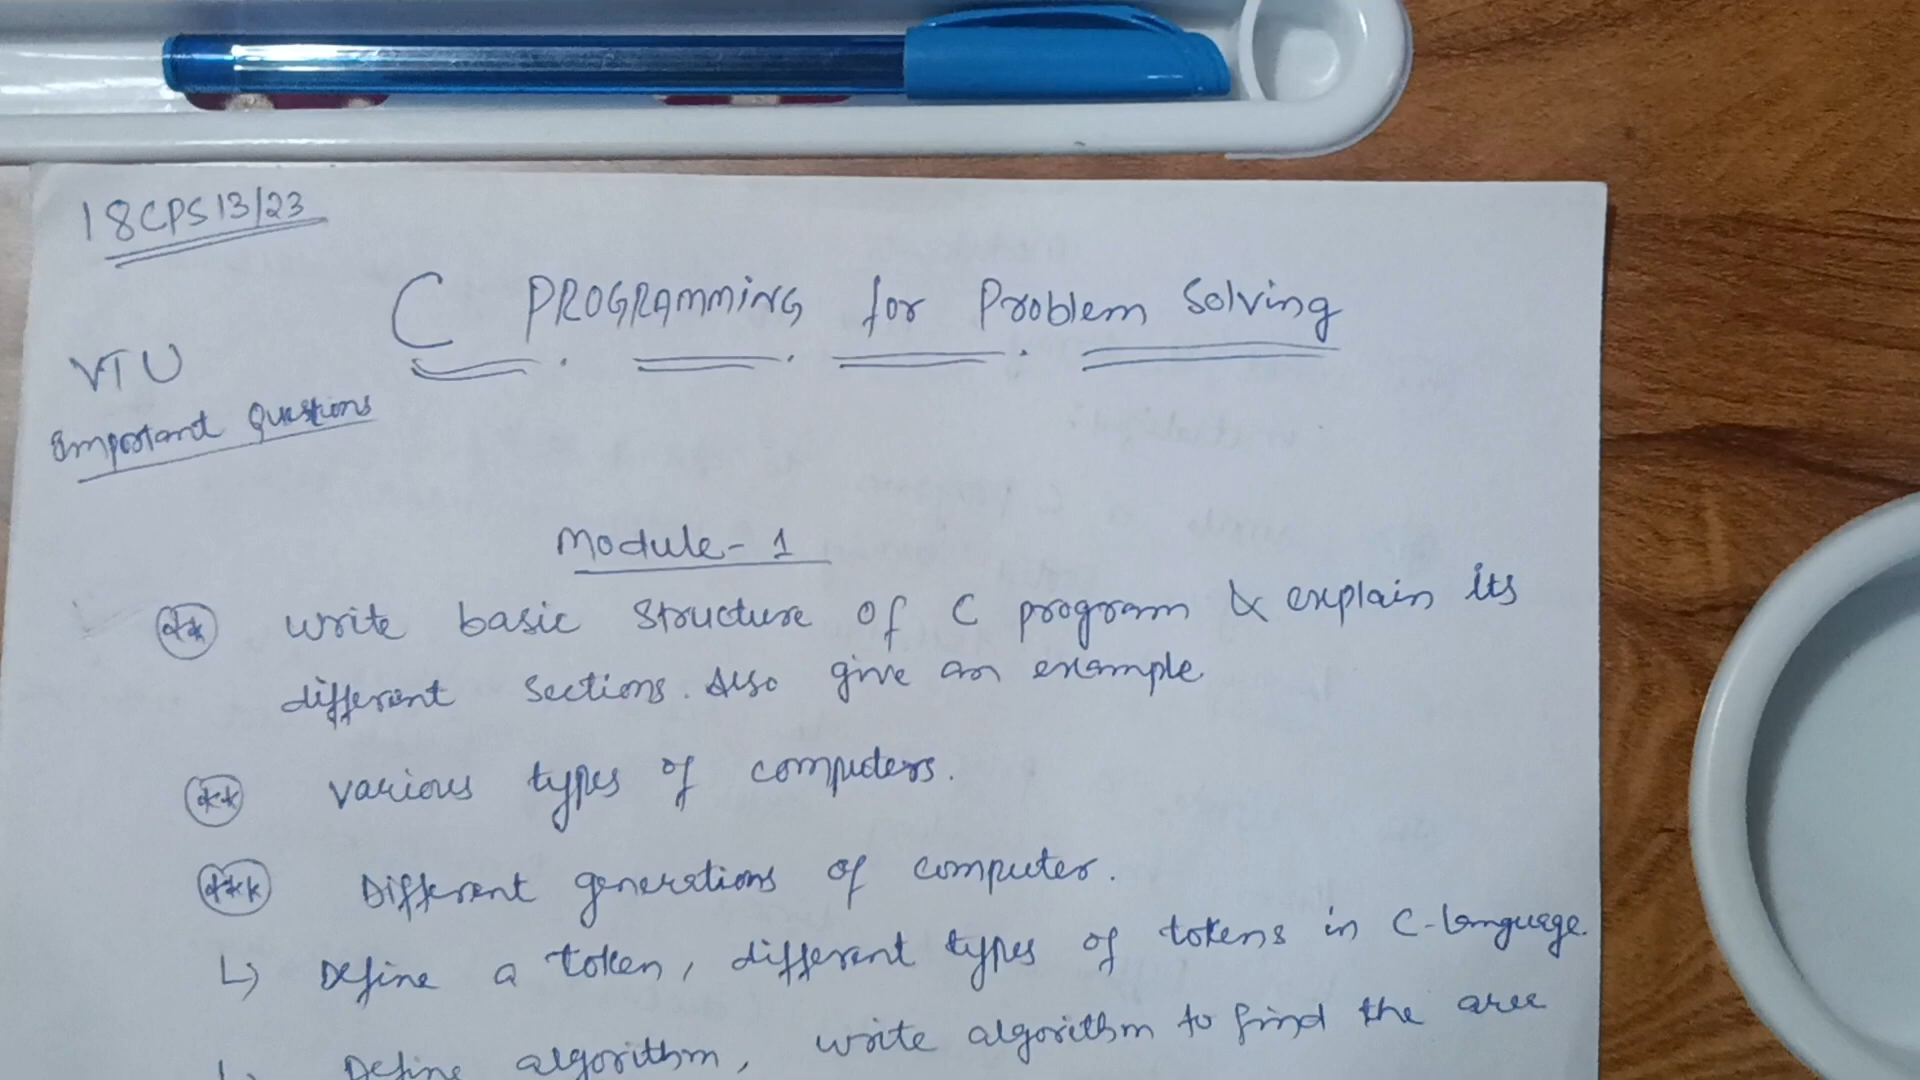 18CPS13/23
C PROGRAMMING for Problem Solving
VTU
Important Questions
Module-1
** write basic structure of C program & explain its
different sections. Also give an example.
** various types of computers.
*** Different generations of computer.
↳ Define a token, different types of tokens in C-language.
Define algorithm, write algorithm to find the area